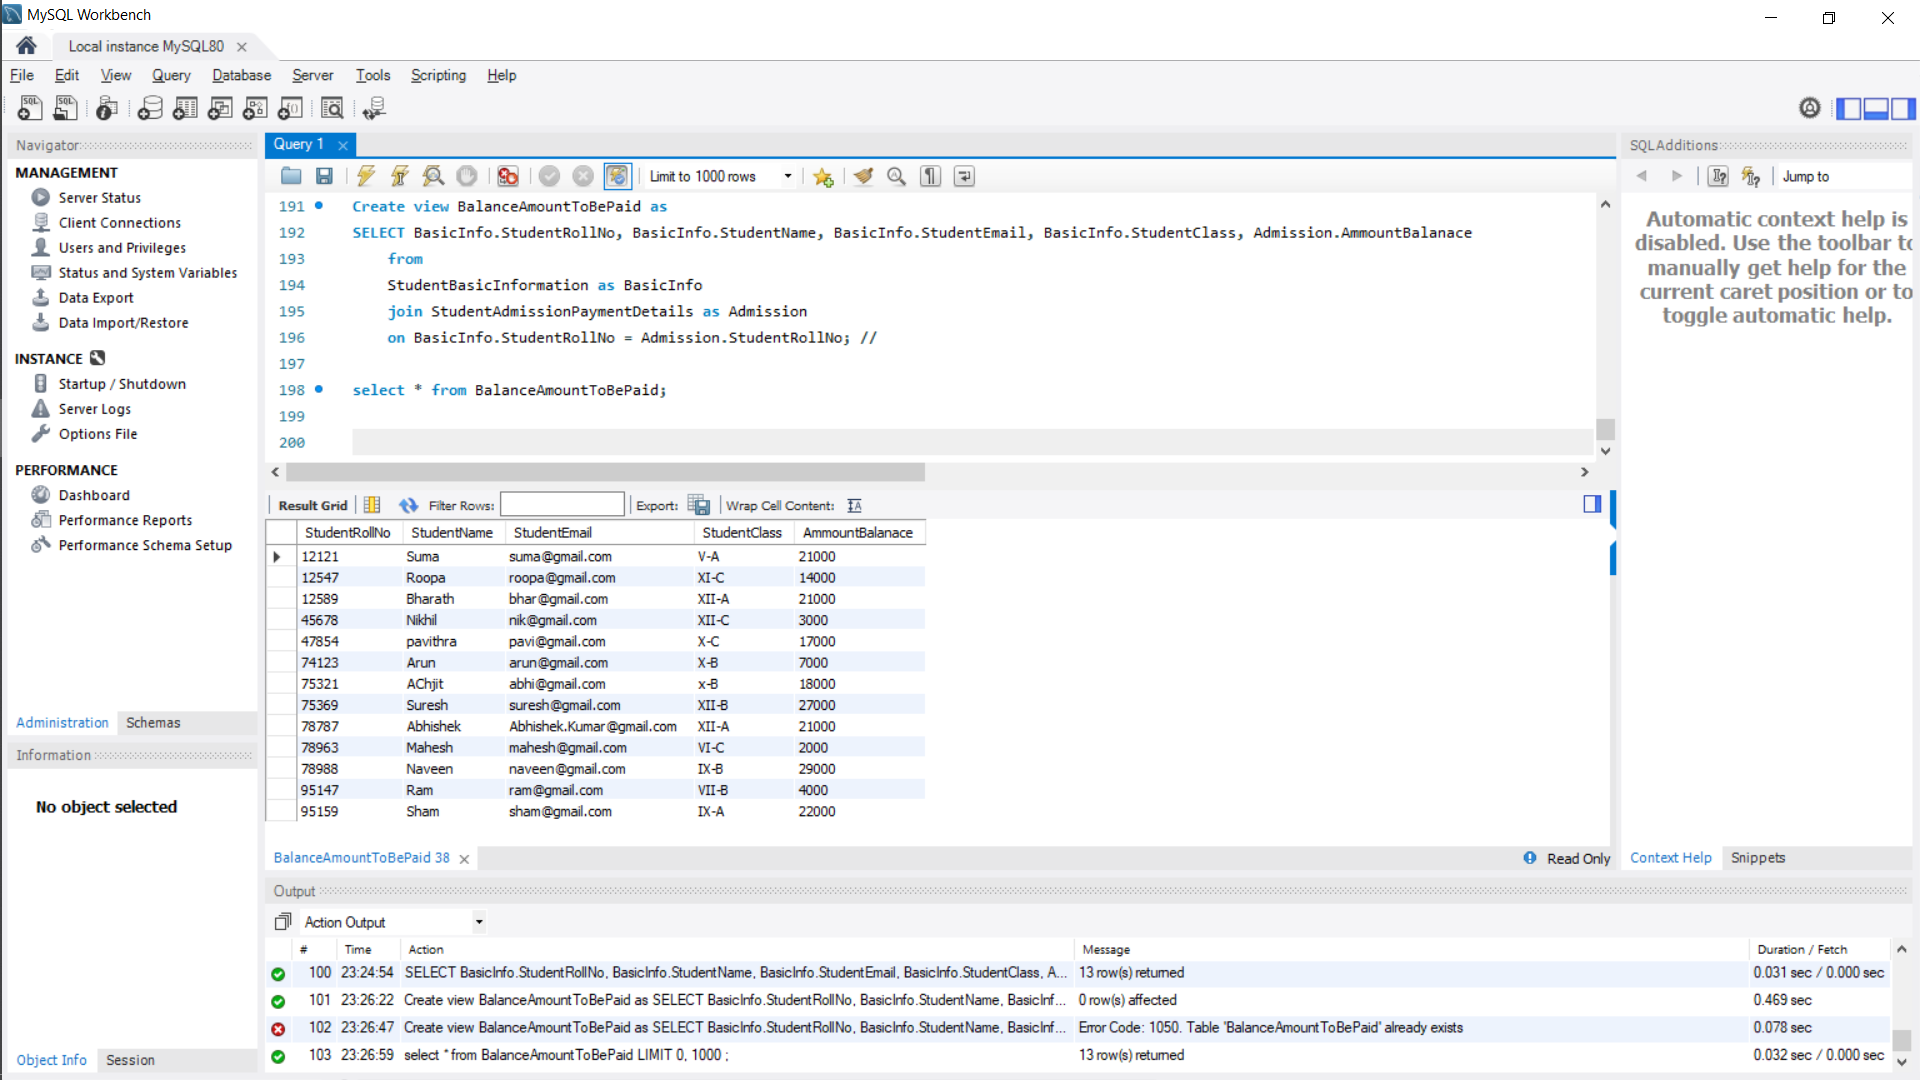 MySQL Workbench
Local instance MySQL80
File Edit View Query Database Server Tools Scripting Help
Navigator
MANAGEMENT
Server Status
Client Connections
Users and Privileges
Status and System Variables
Data Export
Data Import/Restore
INSTANCE
Startup / Shutdown
Server Logs
Options File
PERFORMANCE
Dashboard
Performance Reports
Performance Schema Setup
Administration Schemas
Information
No object selected
Object Info Session
Query 1
Limit to 1000 rows
191 Create view BalanceAmountToBePaid as
192 SELECT BasicInfo.StudentRollNo, BasicInfo.StudentName, BasicInfo.StudentEmail, BasicInfo.StudentClass, Admission.AmmountBalanace
193 from
194 StudentBasicInformation as BasicInfo
195 join StudentAdmissionPaymentDetails as Admission
196 on BasicInfo.StudentRollNo = Admission.StudentRollNo; //
197
198 select * from BalanceAmountToBePaid;
199
200
Result Grid Filter Rows: Export: Wrap Cell Content:
StudentRollNo StudentName StudentEmail StudentClass AmmountBalanace
12121 Suma suma@gmail.com V-A 21000
12547 Roopa roopa@gmail.com XI-C 14000
12589 Bharath bhar@gmail.com XII-A 21000
45678 Nikhil nik@gmail.com XII-C 3000
47854 pavithra pavi@gmail.com X-C 17000
74123 Arun arun@gmail.com X-B 7000
75321 AChjit abhi@gmail.com x-B 18000
75369 Suresh suresh@gmail.com XII-B 27000
78787 Abhishek Abhishek.Kumar@gmail.com XII-A 21000
78963 Mahesh mahesh@gmail.com VI-C 2000
78988 Naveen naveen@gmail.com IX-B 29000
95147 Ram ram@gmail.com VII-B 4000
95159 Sham sham@gmail.com IX-A 22000
BalanceAmountToBePaid 38
Read Only
SQLAdditions
Jump to
Automatic context help is
disabled. Use the toolbar to
manually get help for the
current caret position or to
toggle automatic help.
Context Help Snippets
Output
Action Output
# Time Action Message Duration / Fetch
100 23:24:54 SELECT BasicInfo.StudentRollNo, BasicInfo.StudentName, BasicInfo.StudentEmail, BasicInfo.StudentClass, A... 13 row(s) returned 0.031 sec / 0.000 sec
101 23:26:22 Create view BalanceAmountToBePaid as SELECT BasicInfo.StudentRollNo, BasicInfo.StudentName, BasicInf... 0 row(s) affected 0.469 sec
102 23:26:47 Create view BalanceAmountToBePaid as SELECT BasicInfo.StudentRollNo, BasicInfo.StudentName, BasicInf... Error Code: 1050. Table 'BalanceAmountToBePaid' already exists 0.078 sec
103 23:26:59 select * from BalanceAmountToBePaid LIMIT 0, 1000 ; 13 row(s) returned 0.032 sec / 0.000 sec